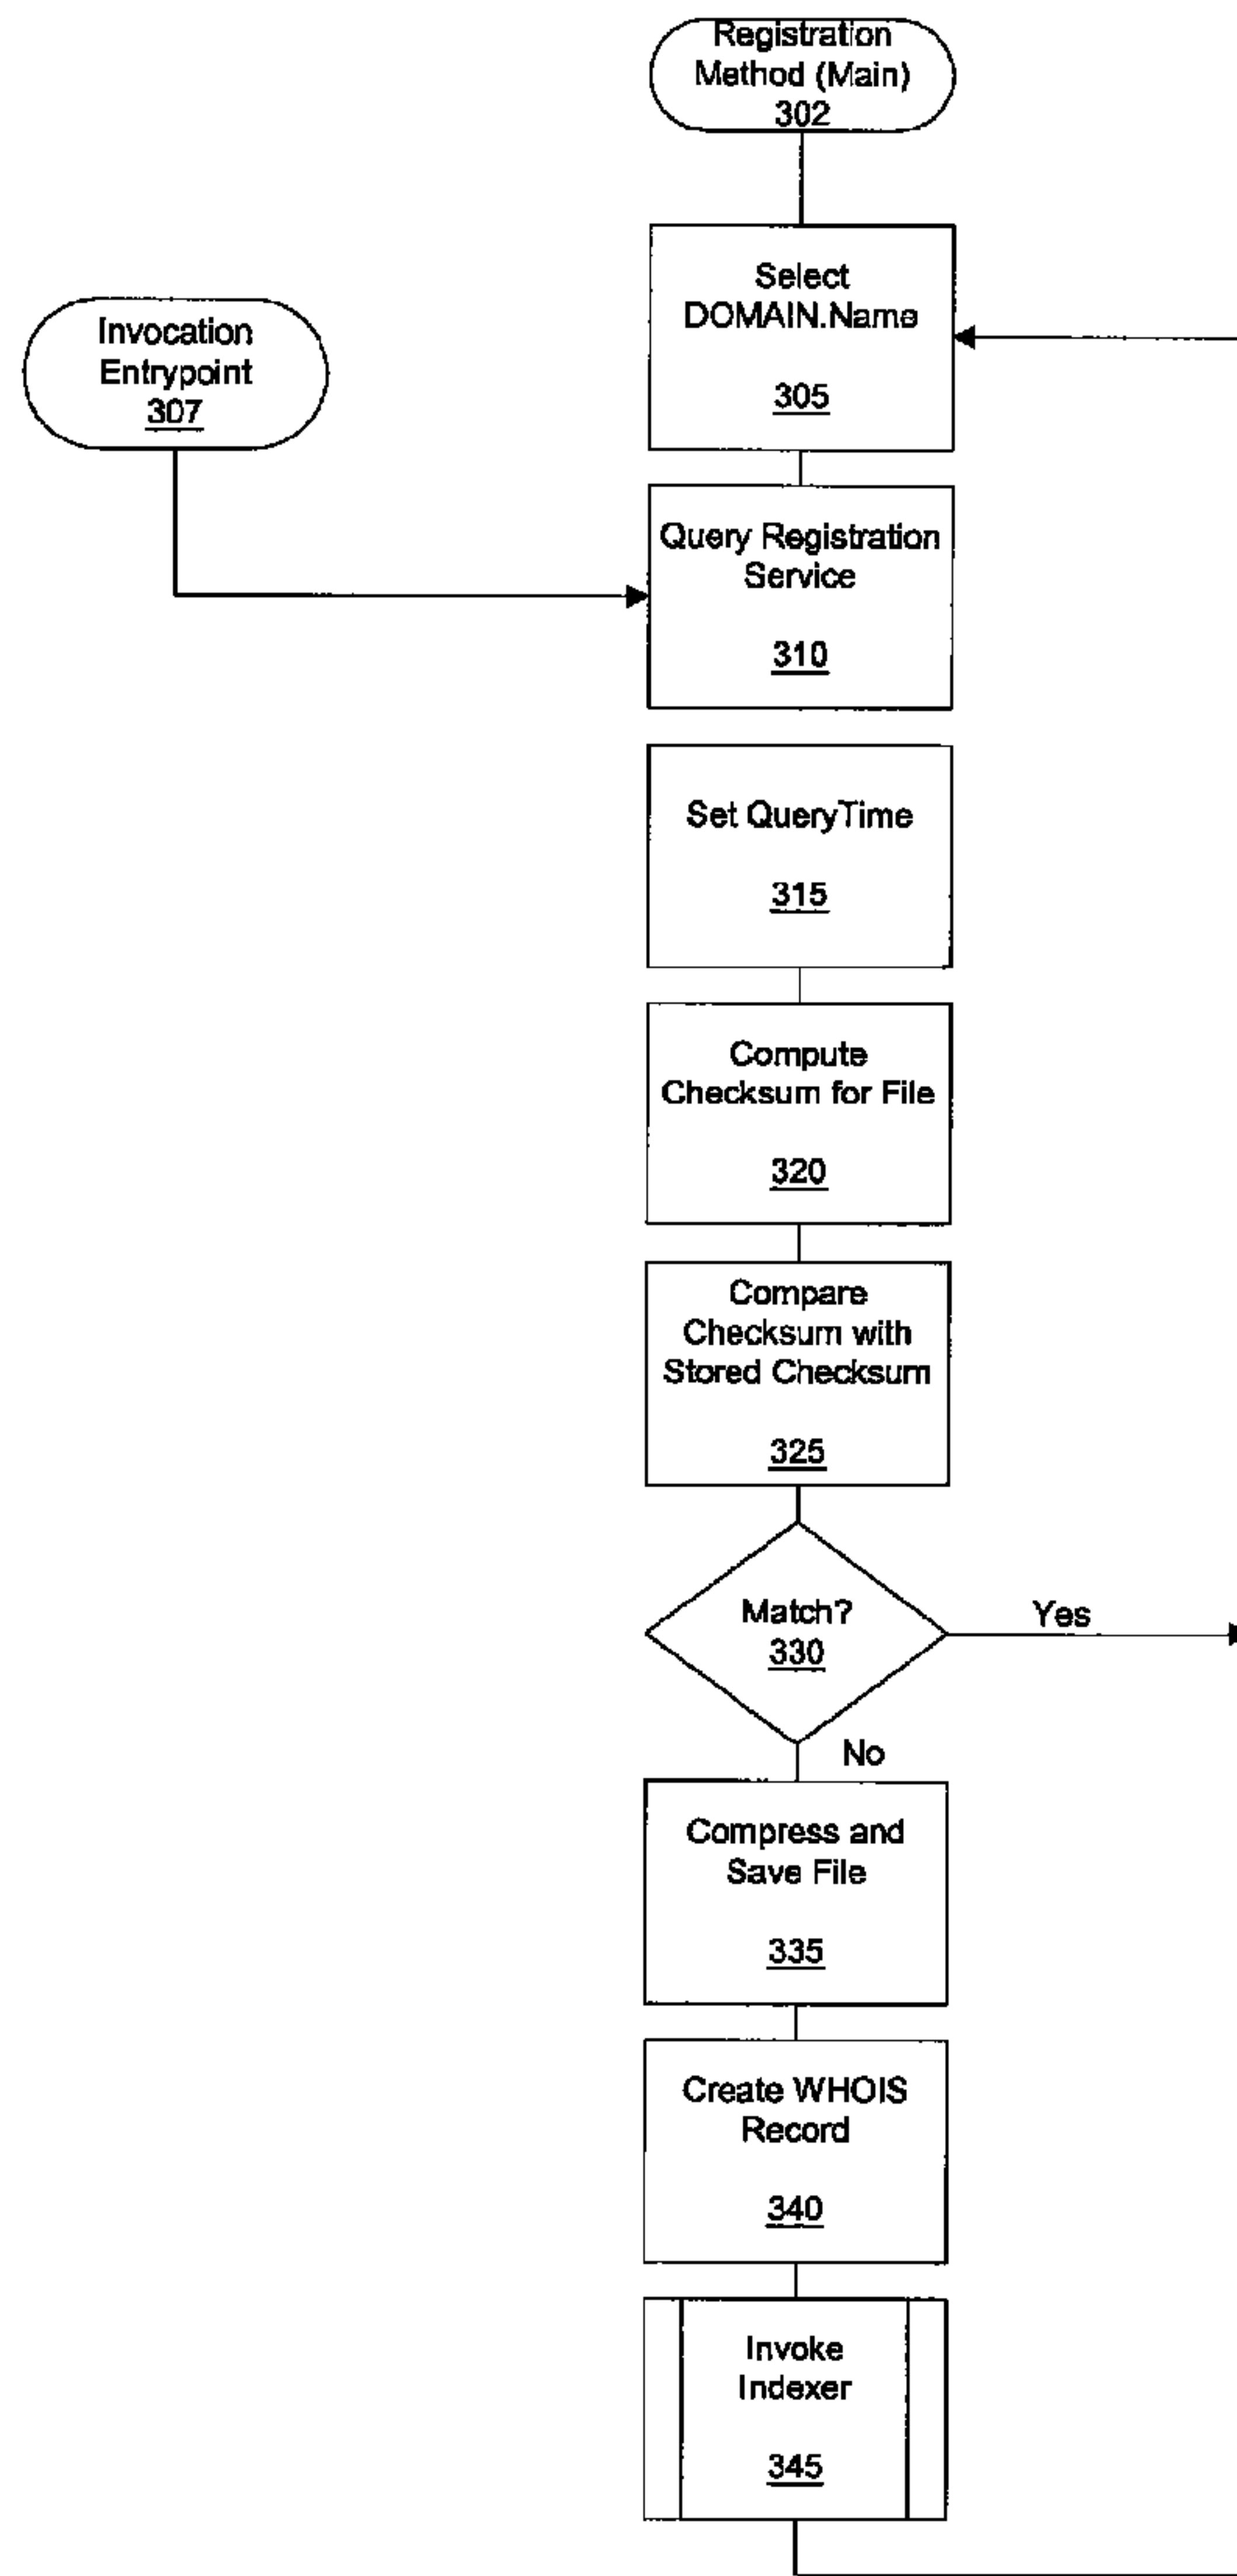 Registration
Method (Main)
302
Select
DOMAIN.Name
305
Invocation
Entrypoint
307
Query Registration
Service
310
Set QueryTime
315
Compute
Checksum for File
320
Compare
Checksum with
Stored Checksum
325
Match?
330
Yes
No
Compress and
Save File
335
Create WHOIS
Record
340
Invoke
Indexer
345